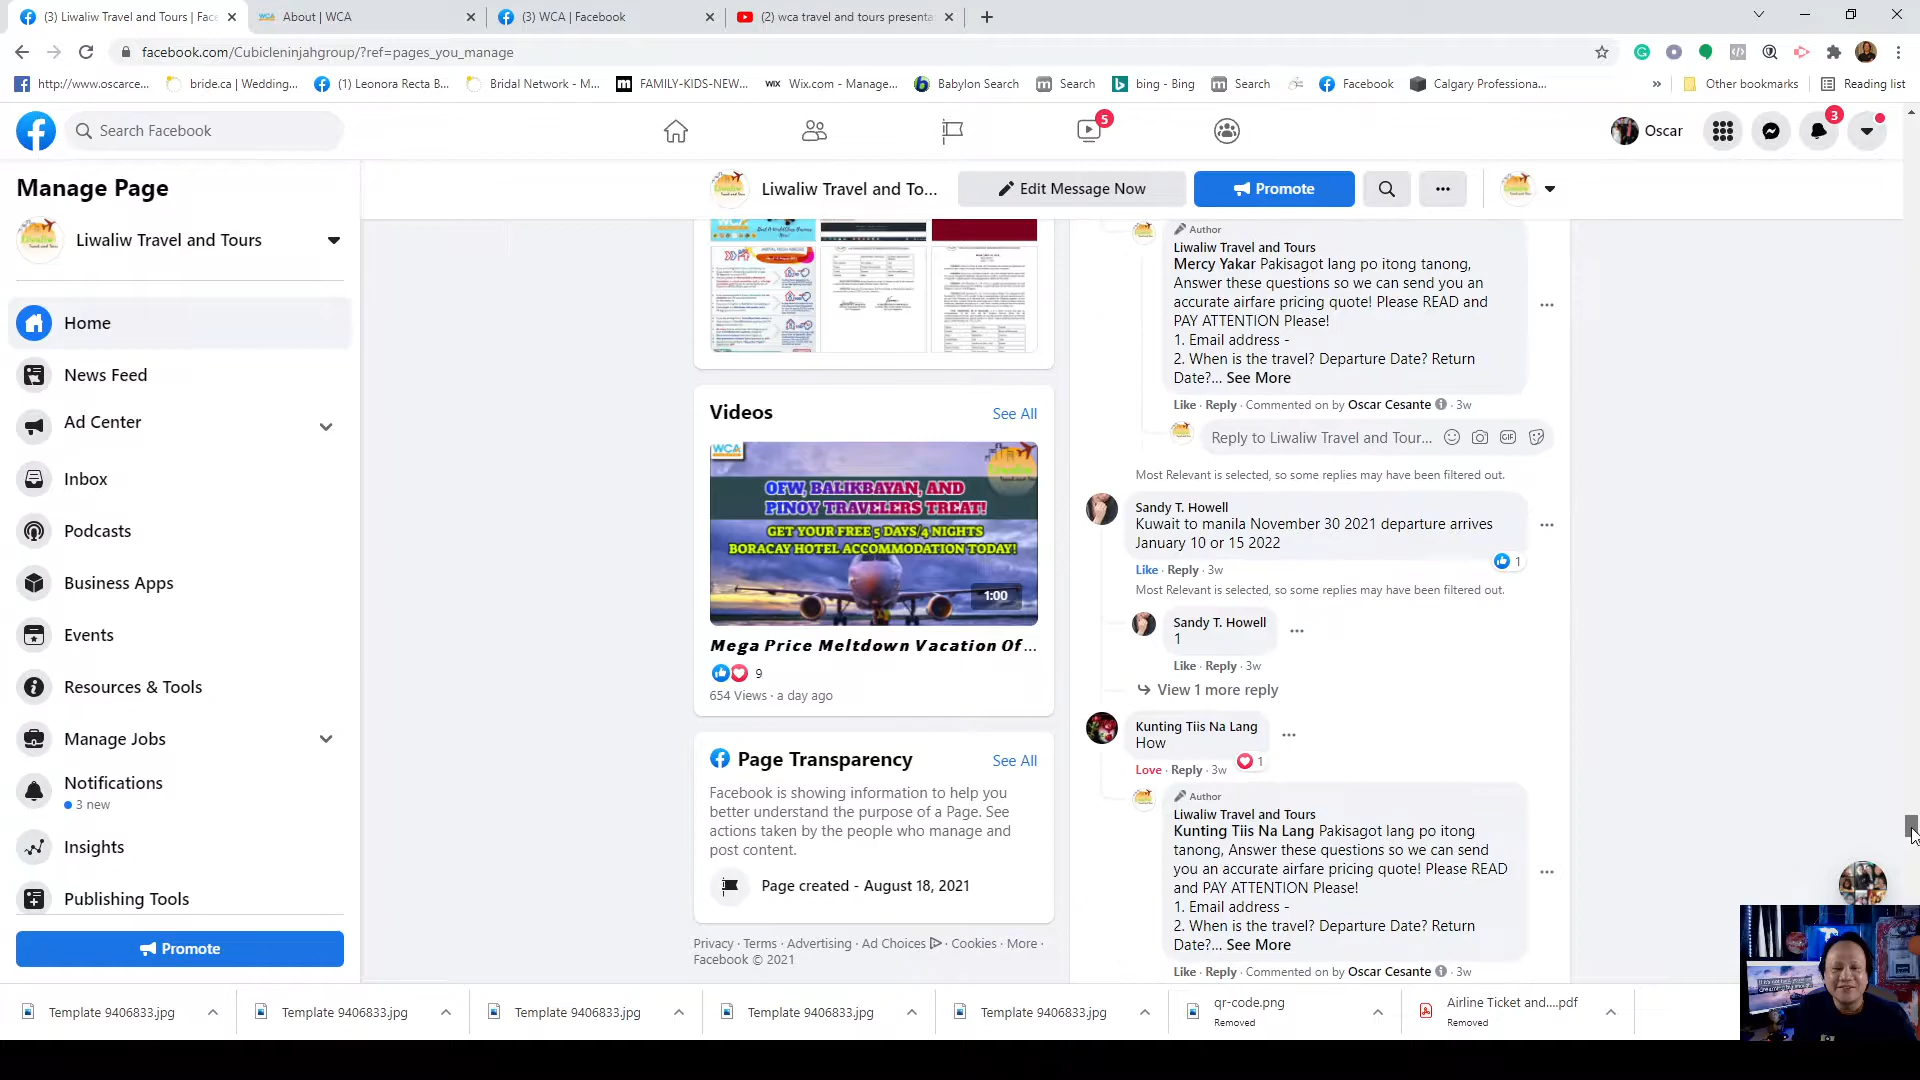 (3) Liwaliw Travel and Tours | Fac
About | WCA
(3) WCA | Facebook
(2) wca travel and tours presenta
facebook.com/Cubicleninjahgroup/?ref=pages_you_manage
http://www.oscarce...
bride.ca | Wedding...
(1) Leonora Recta B...
Bridal Network - M...
FAMILY-KIDS-NEW...
WIX
Wix.com - Manage...
Babylon Search
Search
bing - Bing
Search
Facebook
Calgary Professiona...
Other bookmarks
Reading list
Search Facebook
5
Oscar
3
Manage Page
Liwaliw Travel and Tours
Home
News Feed
Ad Center
Inbox
Podcasts
Business Apps
Events
Resources & Tools
Manage Jobs
Notifications
3 new
Insights
Publishing Tools
Promote
Liwaliw Travel and To...
Edit Message Now
Promote
Videos
See All
WCA
OFW, BALIKBAYAN, AND
PINOY TRAVELERS TREAT!
GET YOUR FREE 5 DAYS/4 NIGHTS
BORACAY HOTEL ACCOMMODATION TODAY!
1:00
Mega Price Meltdown Vacation Of...
9
654 Views · a day ago
Page Transparency
See All
Facebook is showing information to help you
better understand the purpose of a Page. See
actions taken by the people who manage and
post content.
Page created - August 18, 2021
Privacy · Terms · Advertising · Ad Choices · Cookies · More ·
Facebook © 2021
Author
Liwaliw Travel and Tours
Mercy Yakar Pakisagot lang po itong tanong,
Answer these questions so we can send you an
accurate airfare pricing quote! Please READ and
PAY ATTENTION Please!
1. Email address -
2. When is the travel? Departure Date? Return
Date?... See More
Like · Reply · Commented on by Oscar Cesante · 3w
Reply to Liwaliw Travel and Tour...
GIF
Most Relevant is selected, so some replies may have been filtered out.
Sandy T. Howell
Kuwait to manila November 30 2021 departure arrives
January 10 or 15 2022
1
Like · Reply · 3w
Most Relevant is selected, so some replies may have been filtered out.
Sandy T. Howell
1
Like · Reply · 3w
View 1 more reply
Kunting Tiis Na Lang
How
1
Love · Reply · 3w
Author
Liwaliw Travel and Tours
Kunting Tiis Na Lang Pakisagot lang po itong
tanong, Answer these questions so we can send
you an accurate airfare pricing quote! Please READ
and PAY ATTENTION Please!
1. Email address -
2. When is the travel? Departure Date? Return
Date?... See More
Like · Reply · Commented on by Oscar Cesante · 3w
Template 9406833.jpg
Template 9406833.jpg
Template 9406833.jpg
Template 9406833.jpg
Template 9406833.jpg
qr-code.png
Removed
Airline Ticket and....pdf
Removed